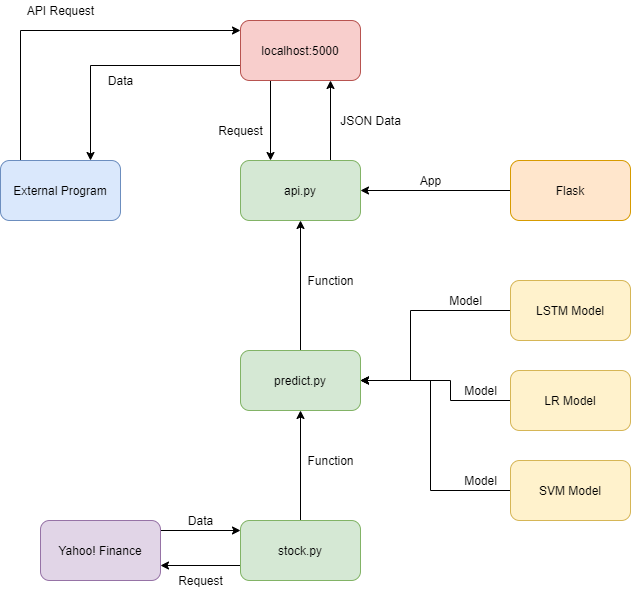 API Request
localhost:5000
Data
Request
JSON Data
External Program
api.py
App
Flask
Function
Model
LSTM Model
predict.py
Model
LR Model
Function
Model
SVM Model
Yahoo! Finance
Data
Request
stock.py